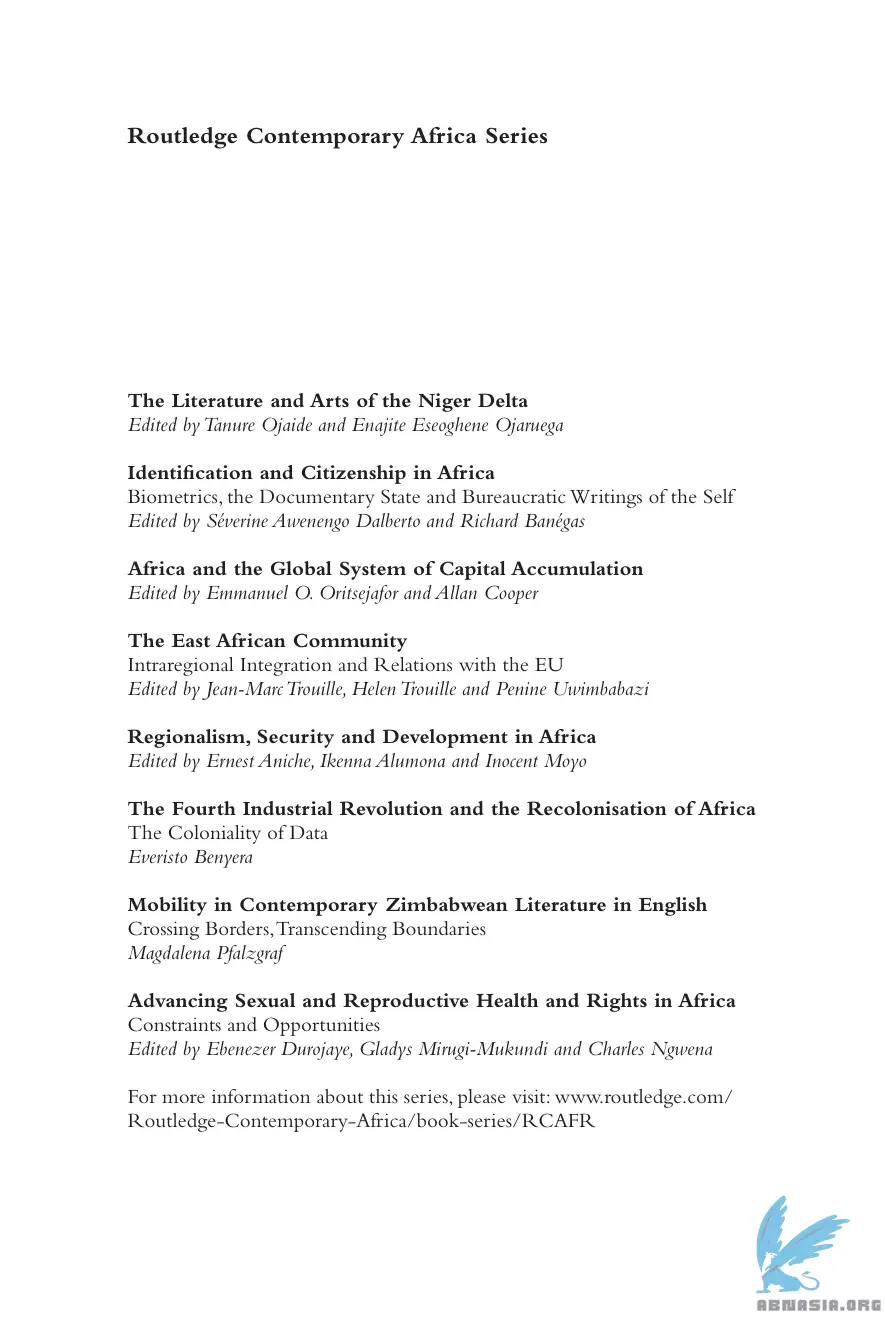 Routledge Contemporary Africa Series
The Literature and Arts of the Niger Delta
Edited by Tanure Ojaide and Enajite Eseoghene Ojaruega
Identification and Citizenship in Africa
Biometrics, the Documentary State and Bureaucratic Writings of the Self
Edited by Séverine Awenengo Dalberto and Richard Banégas
Africa and the Global System of Capital Accumulation
Edited by Emmanuel O. Oritsejafor and Allan Cooper
The East African Community
Intraregional Integration and Relations with the EU
Edited by Jean-Marc Trouille, Helen Trouille and Penine Uwimbabazi
Regionalism, Security and Development in Africa
Edited by Ernest Aniche, Ikenna Alumona and Inocent Moyo
The Fourth Industrial Revolution and the Recolonisation of Africa
The Coloniality of Data
Everisto Benyera
Mobility in Contemporary Zimbabwean Literature in English
Crossing Borders, Transcending Boundaries
Magdalena Pfalzgraf
Advancing Sexual and Reproductive Health and Rights in Africa
Constraints and Opportunities
Edited by Ebenezer Durojaye, Gladys Mirugi-Mukundi and Charles Ngwena
For more information about this series, please visit: www.routledge.com/
Routledge-Contemporary-Africa/book-series/RCAFR
ABNASIA.ORG